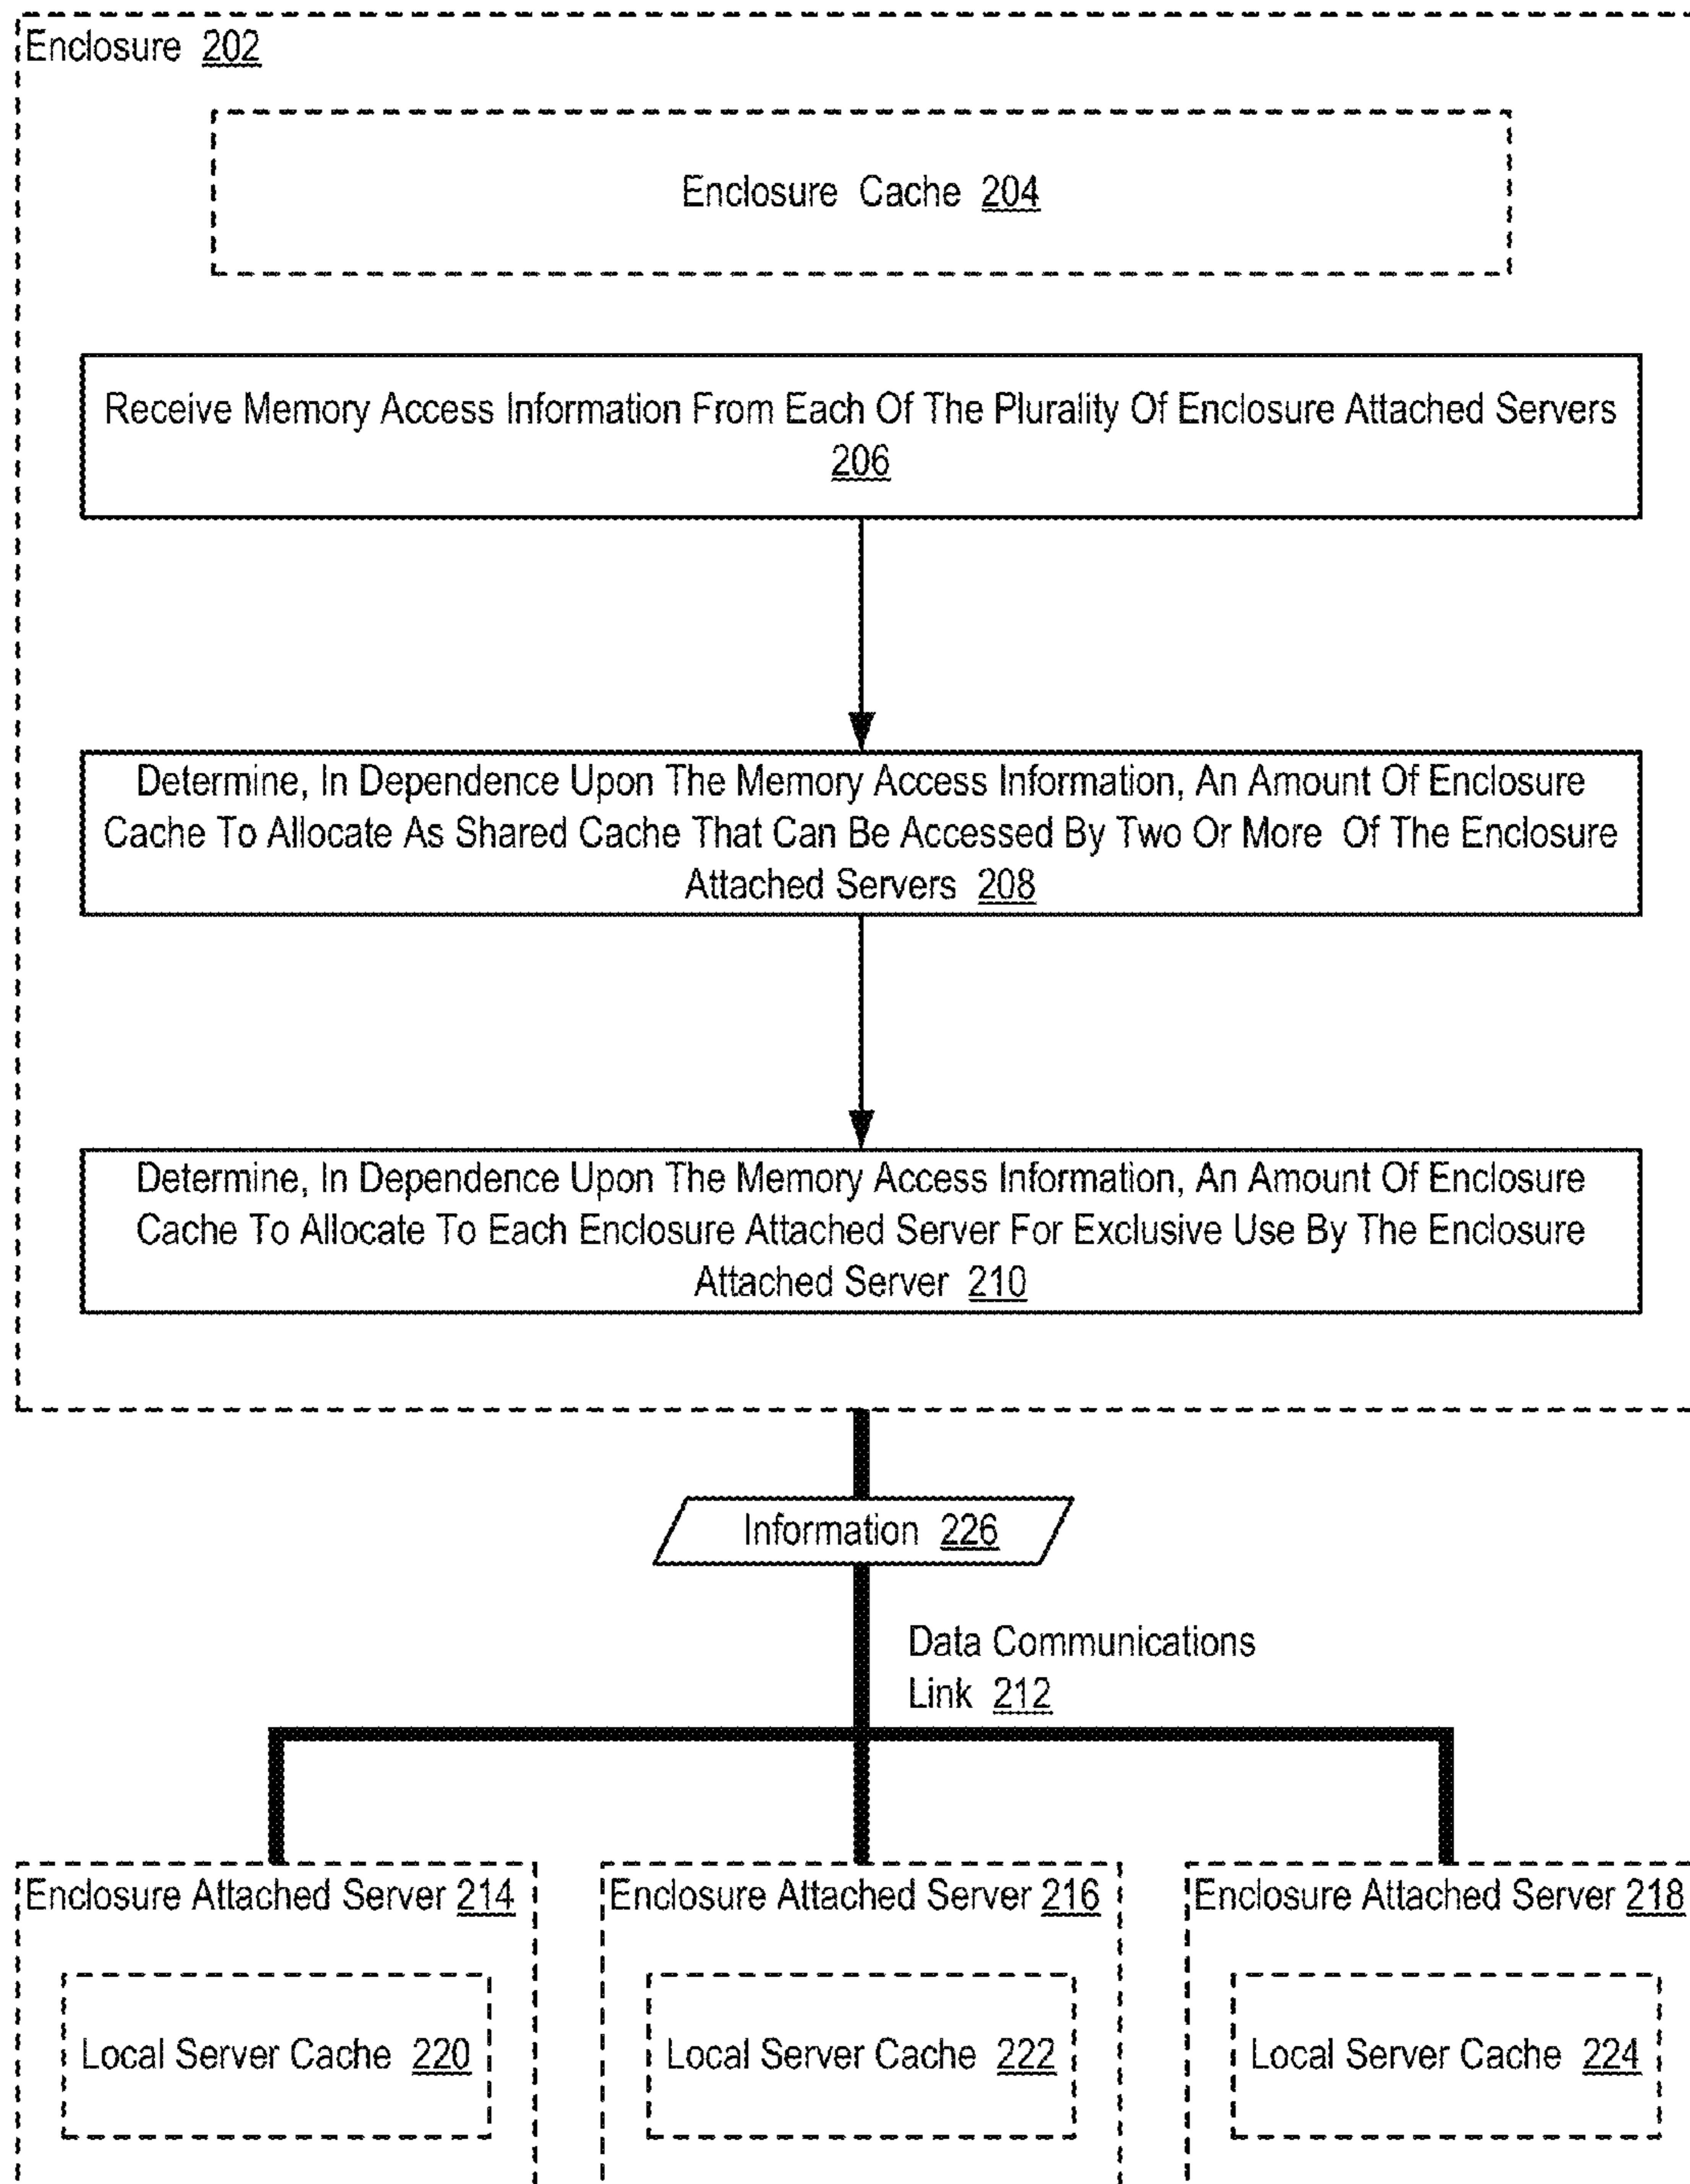 Enclosure 202
Enclosure Cache 204
Receive Memory Access Information From Each Of The Plurality Of Enclosure Attached Servers
206
Determine, In Dependence Upon The Memory Access Information, An Amount Of Enclosure
Cache To Allocate As Shared Cache That Can Be Accessed By Two Or More Of The Enclosure
Attached Servers 208
Determine, In Dependence Upon The Memory Access Information, An Amount Of Enclosure
Cache To Allocate To Each Enclosure Attached Server For Exclusive Use By The Enclosure
Attached Server 210
Information 226
Data Communications
Link 212
Enclosure Attached Server 214
Local Server Cache 220
Enclosure Attached Server 216
Local Server Cache 222
Enclosure Attached Server 218
Local Server Cache 224